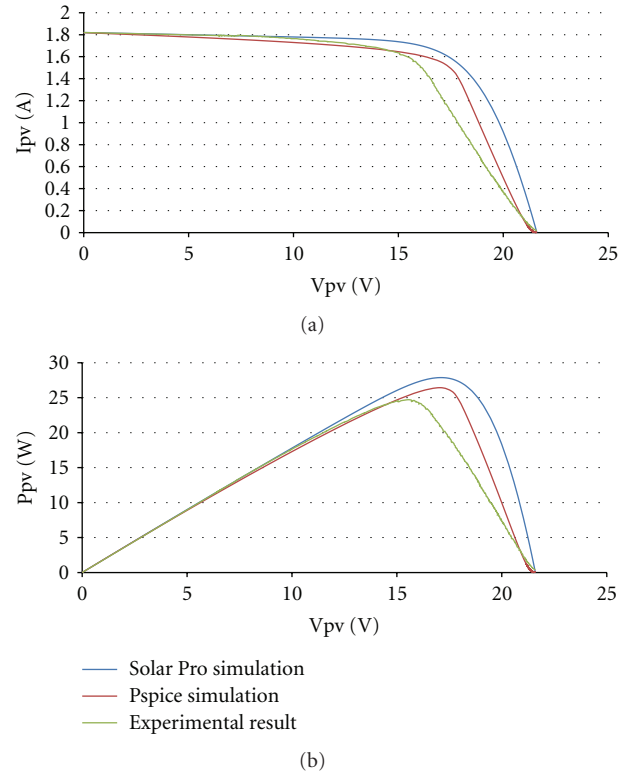 2
1.8
1.6
1.4
1.2
1
0.8
0.6
0.4
0.2
0
Ipv (A)
0 5 10 15 20 25
Vpv (V)
(a)
30
25
20
15
10
5
0
Ppv (W)
0 5 10 15 20 25
Vpv (V)
Solar Pro simulation
Pspice simulation
Experimental result
(b)